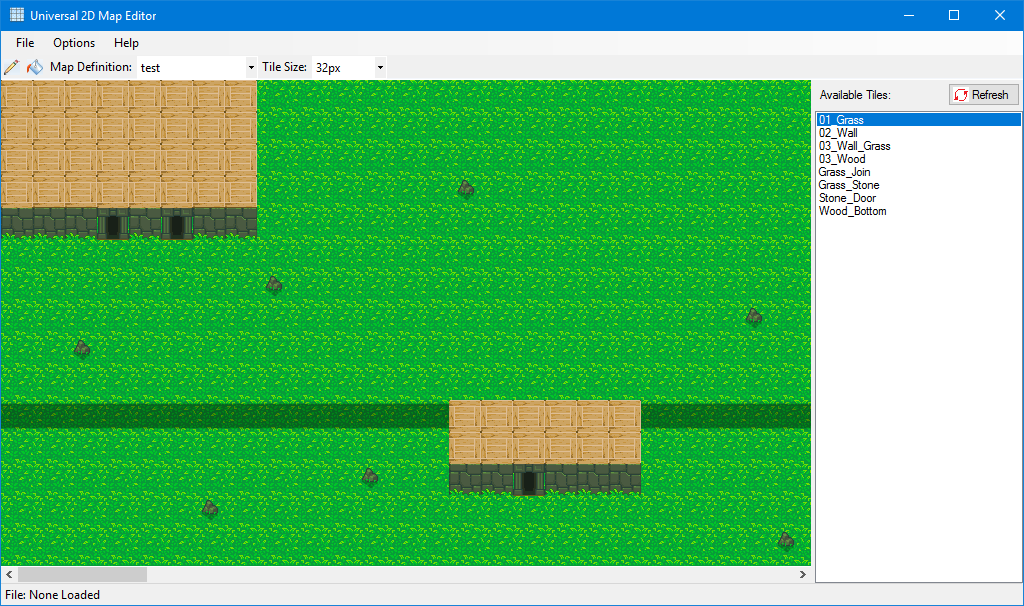 Universal 2D Map Editor
File Options Help
Map Definition: test Tile Size: 32px
Available Tiles: Refresh
01_Grass
02_Wall
03_Wall_Grass
03_Wood
Grass_Join
Grass_Stone
Stone_Door
Wood_Bottom
File: None Loaded